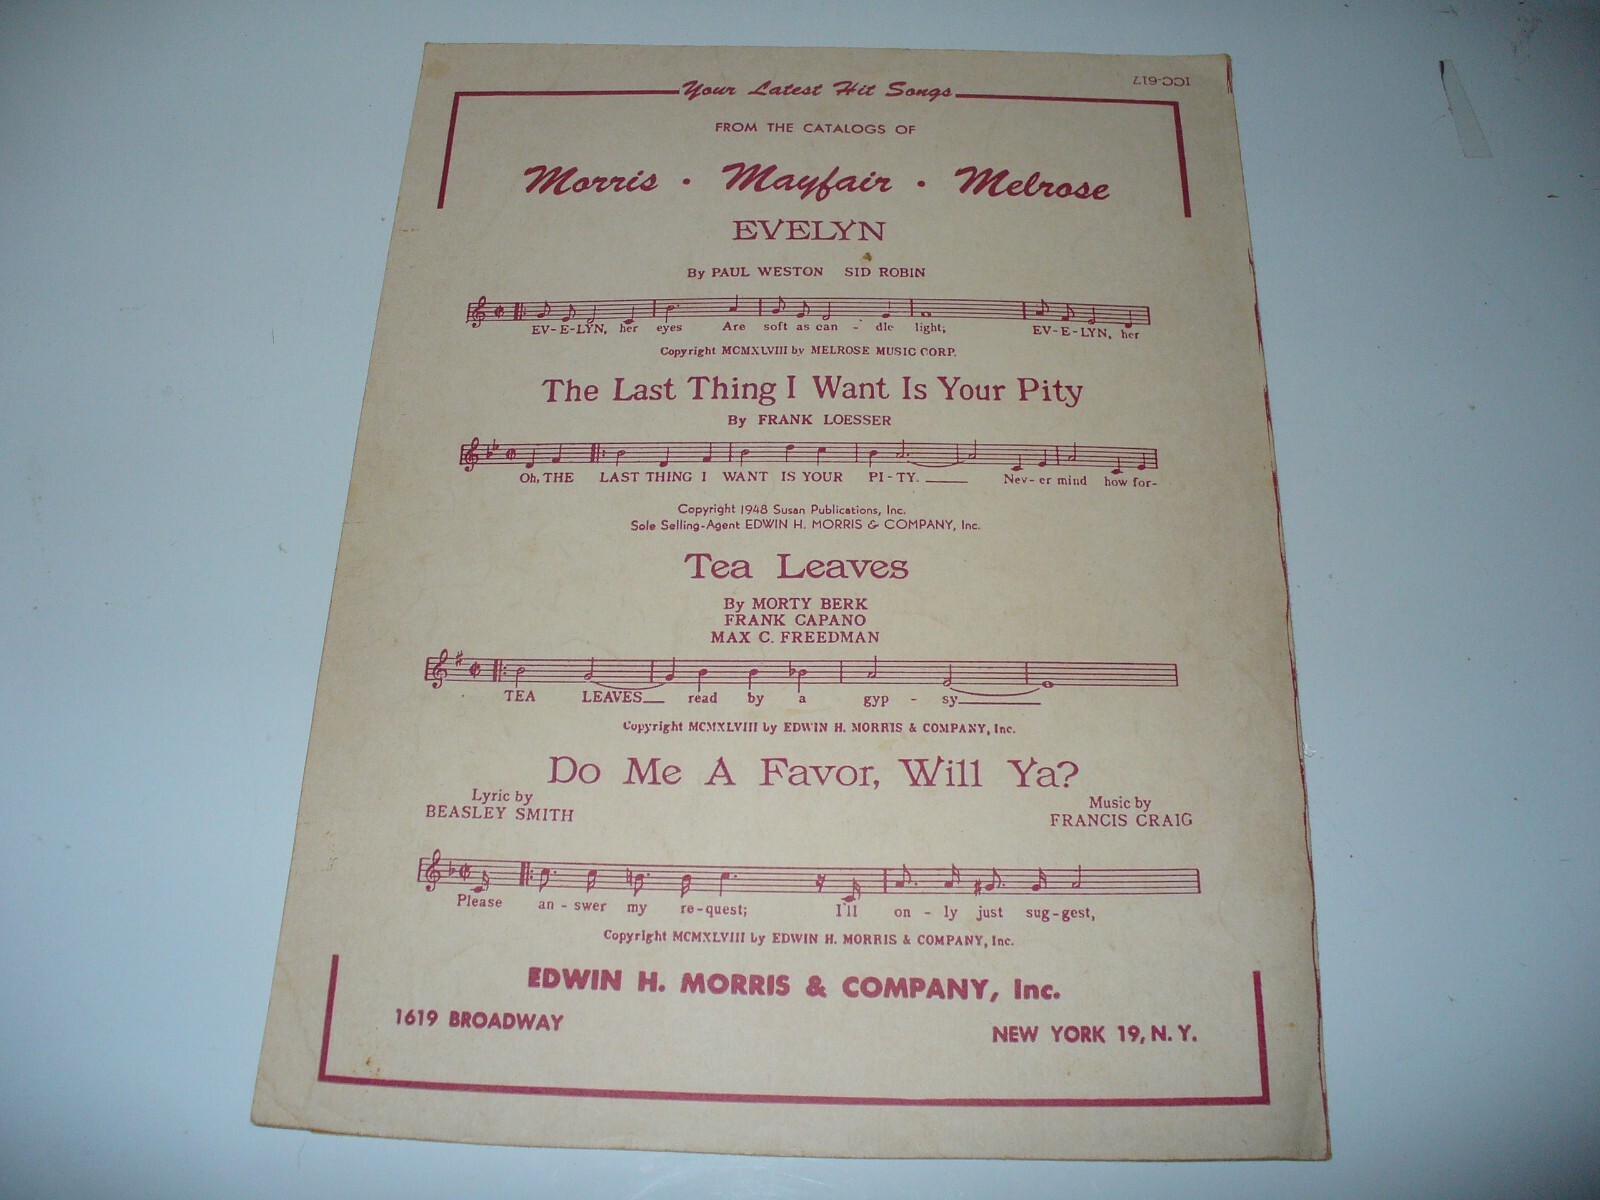 ICC-617
Your Latest Hit Songs
FROM THE CATALOGS OF
Morris · Mayfair · Melrose
EVELYN
By PAUL WESTON SID ROBIN
EV-E-LYN, her eyes Are soft as can - dle light; EV-E-LYN, her
Copyright MCMXLVIII by MELROSE MUSIC CORP.
The Last Thing I Want Is Your Pity
By FRANK LOESSER
Oh, THE LAST THING I WANT IS YOUR PI-TY. Nev-er mind how for-
Copyright 1948 Susan Publications, Inc.
Sole Selling-Agent EDWIN H. MORRIS & COMPANY, Inc.
Tea Leaves
By MORTY BERK
FRANK CAPANO
MAX C. FREEDMAN
TEA LEAVES read by a gyp - sy
Copyright MCMXLVIII by EDWIN H. MORRIS & COMPANY, Inc.
Do Me A Favor, Will Ya?
Lyric by
BEASLEY SMITH
Music by
FRANCIS CRAIG
Please an-swer my re-quest; I'll on-ly just sug-gest,
Copyright MCMXLVIII by EDWIN H. MORRIS & COMPANY, Inc.
EDWIN H. MORRIS & COMPANY, Inc.
1619 BROADWAY
NEW YORK 19, N. Y.